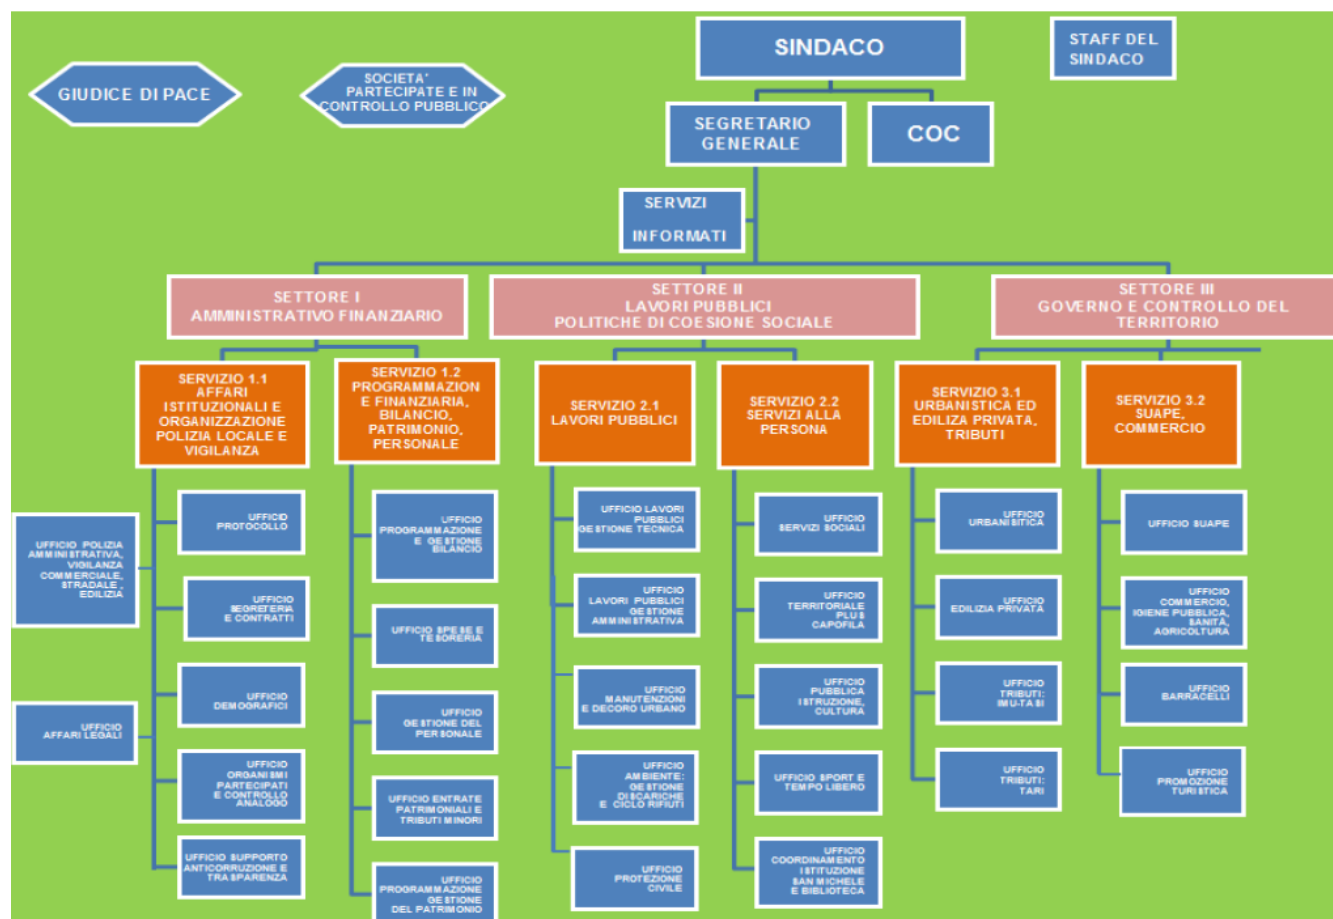 SINDACO
STAFF DEL
SINDACO
GIUDICE DI PACE
SOCIETA'
PARTECIPATE E IN
CONTROLLO PUBBLICO
SEGRETARIO
GENERALE
COC
SERVIZI
INFORMATI
SETTORE I
AMMINISTRATIVO FINANZIARIO
SETTORE II
LAVORI PUBBLICI
POLITICHE DI COESIONE SOCIALE
SETTORE III
GOVERNO E CONTROLLO DEL
TERRITORIO
SERVIZIO 1.1
AFFARI
ISTITUZIONALI E
ORGANIZZAZIONE
POLIZIA LOCALE E
VIGILANZA
SERVIZIO 1.2
PROGRAMMAZION
E FINANZIARIA,
BILANCIO,
PATRIMONIO,
PERSONALE
SERVIZIO 2.1
LAVORI PUBBLICI
SERVIZIO 2.2
SERVIZI ALLA
PERSONA
SERVIZIO 3.1
URBANISTICA ED
EDILIZA PRIVATA,
TRIBUTI
SERVIZIO 3.2
SUAPE,
COMMERCIO
UFFICIO POLIZIA
AMMINISTRATIVA,
VIGILANZA
COMMERCIALE,
STRADALE ,
EDILIZIA
UFFICIO
AFFARI LEGALI
UFFICIO
PROTOCOLLO
UFFICIO
SEGRETERIA
E CONTRATTI
UFFICIO
DEMOGRAFICI
UFFICIO
ORGANISMI
PARTECIPATI
E CONTROLLO
ANALOGO
UFFICIO SUPPORTO
ANTICORRUZIONE E
TRASPARENZA
UFFICIO
PROGRAMMAZIONE
E GESTIONE
BILANCIO
UFFICIO SPESE E
TESORERIA
UFFICIO
GESTIONE DEL
PERSONALE
UFFICIO ENTRATE
PATRIMONIALI E
TRIBUTI MINORI
UFFICIO
PROGRAMMAZIONE
GESTIONE
DEL PATRIMONIO
UFFICIO LAVORI
PUBBLICI
GESTIONE TECNICA
UFFICIO
LAVORI PUBBLICI
GESTIONE
AMMINISTRATIVA
UFFICIO
MANUTENZIONI
E DECORO URBANO
UFFICIO
AMBIENTE:
GESTIONE
DISCARICHE
E CICLO RIFIUTI
UFFICIO
PROTEZIONE
CIVILE
UFFICIO
SERVIZI SOCIALI
UFFICIO
TERRITORIALE
PLUS
CAPOFILA
UFFICIO
PUBBLICA
ISTRUZIONE,
CULTURA
UFFICIO SPORT E
TEMPO LIBERO
UFFICIO
COORDINAMENTO
ISTITUZIONE
SAN MICHELE
E BIBLIOTECA
UFFICIO
URBANISITICA
UFFICIO
EDILIZIA PRIVATA
UFFICIO
TRIBUTI:
IMU-TASI
UFFICIO
TRIBUTI:
TARI
UFFICIO SUAPE
UFFICIO
COMMERCIO,
IGIENE PUBBLICA,
SANITÀ,
AGRICOLTURA
UFFICIO
BARRACELLI
UFFICIO
PROMOZIONE
TURISTICA